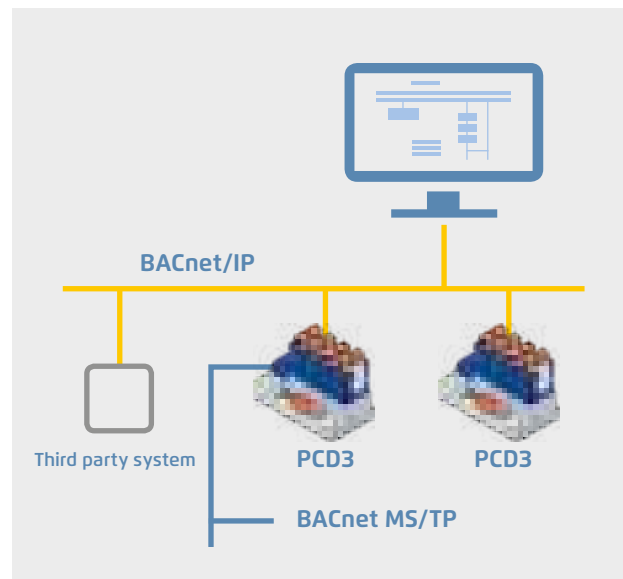 BACnet/IP
Third party system
PCD3
PCD3
BACnet MS/TP